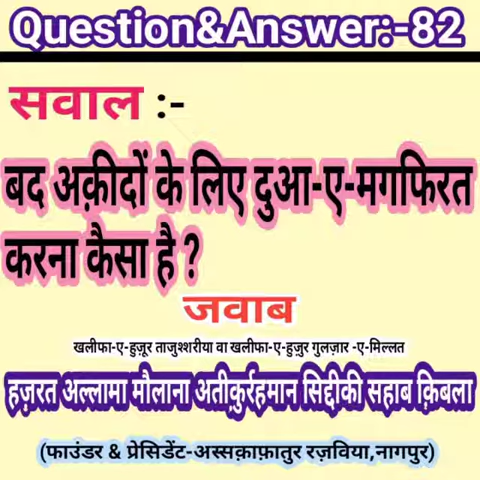 Question&Answer:-82
सवाल :-
बद अक़ीदों के लिए दुआ-ए-मगफिरत
करना कैसा है ?
जवाब
खलीफा-ए-हुज़ूर ताजुश्शरीया वा खलीफा-ए-हुज़ुर गुलज़ार -ए-मिल्लत
हज़रत अल्लामा मौलाना अतीक़ुर्रहमान सिद्दीकी सहाब क़िबला
(फाउंडर & प्रेसिडेंट-अस्सक़ाफ़ातुर रज़विया,नागपुर)